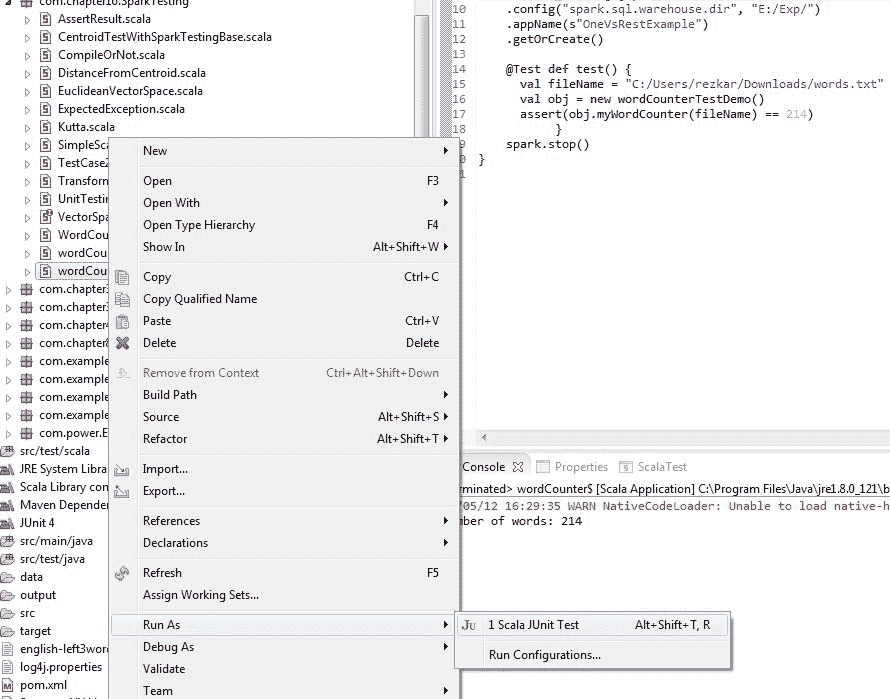 com.chapter16.SparkTesting
AssertResult.scala
CentroidTestWithSparkTestingBase.scala
CompileOrNot.scala
DistanceFromCentroid.scala
EuclideanVectorSpace.scala
ExpectedException.scala
Kutta.scala
SimpleSca
TestCase2
Transform
UnitTestin
VectorSpa
WordCou
wordCou
wordCou
com.chapter
com.chapter
com.chapter4
com.chapter8
com.example
com.example
com.example
com.example
com.power.E
src/test/scala
JRE System Libra
Scala Library con
Maven Depender
JUnit 4
src/main/java
src/test/java
data
output
src
target
english-left3wor
log4j.properties
pom.xml
New
Open F3
Open With
Open Type Hierarchy F4
Show In Alt+Shift+W
Copy Ctrl+C
Copy Qualified Name
Paste Ctrl+V
Delete Delete
Remove from Context Ctrl+Alt+Shift+Down
Build Path
Source Alt+Shift+S
Refactor Alt+Shift+T
Import...
Export...
References
Declarations
Refresh F5
Assign Working Sets...
Run As
Debug As
Validate
Team
Ju 1 Scala JUnit Test Alt+Shift+T, R
Run Configurations...
10 .config("spark.sql.warehouse.dir", "E:/Exp/")
11 .appName(s"OneVsRestExample")
12 .getOrCreate()
13
14 @Test def test() {
15 val fileName = "C:/Users/rezkar/Downloads/words.txt"
16 val obj = new wordCounterTestDemo()
17 assert(obj.myWordCounter(fileName) == 214)
18 }
9 spark.stop()
0 }
1
Console Properties ScalaTest
rminated> wordCounter$ [Scala Application] C:\Program Files\Java\jre1.8.0_121\b
/05/12 16:29:35 WARN NativeCodeLoader: Unable to load native-h
mber of words: 214